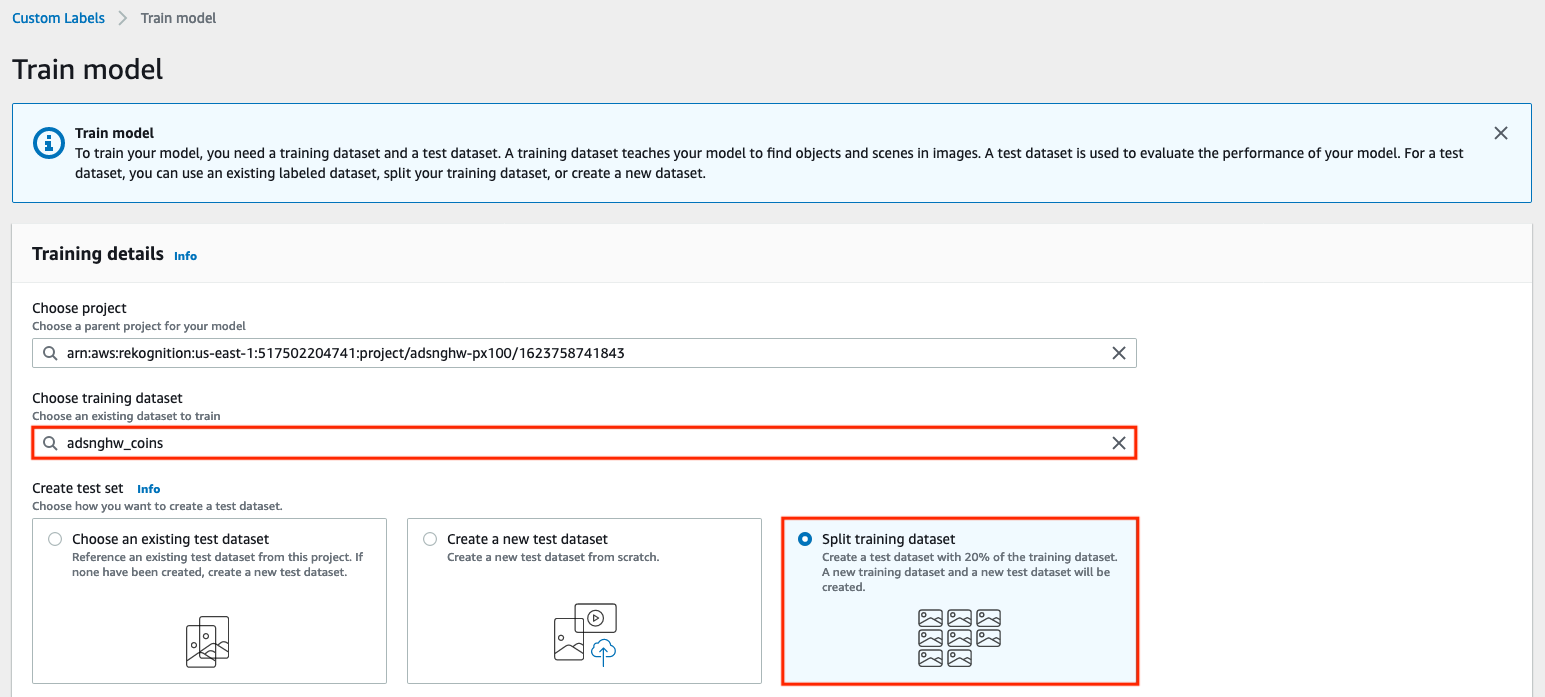 Custom Labels > Train model
Train model
Train model
To train your model, you need a training dataset and a test dataset. A training dataset teaches your model to find objects and scenes in images. A test dataset is used to evaluate the performance of your model. For a test
dataset, you can use an existing labeled dataset, split your training dataset, or create a new dataset.
Training details Info
Choose project
Choose a parent project for your model
arn:aws:rekognition:us-east-1:517502204741:project/adsnghw-px100/1623758741843
Choose training dataset
Choose an existing dataset to train
adsnghw_coins
Create test set Info
Choose how you want to create a test dataset.
Choose an existing test dataset
Reference an existing test dataset from this project. If
none have been created, create a new test dataset.
Create a new test dataset
Create a new test dataset from scratch.
Split training dataset
Create a test dataset with 20% of the training dataset.
A new training dataset and a new test dataset will be
created.